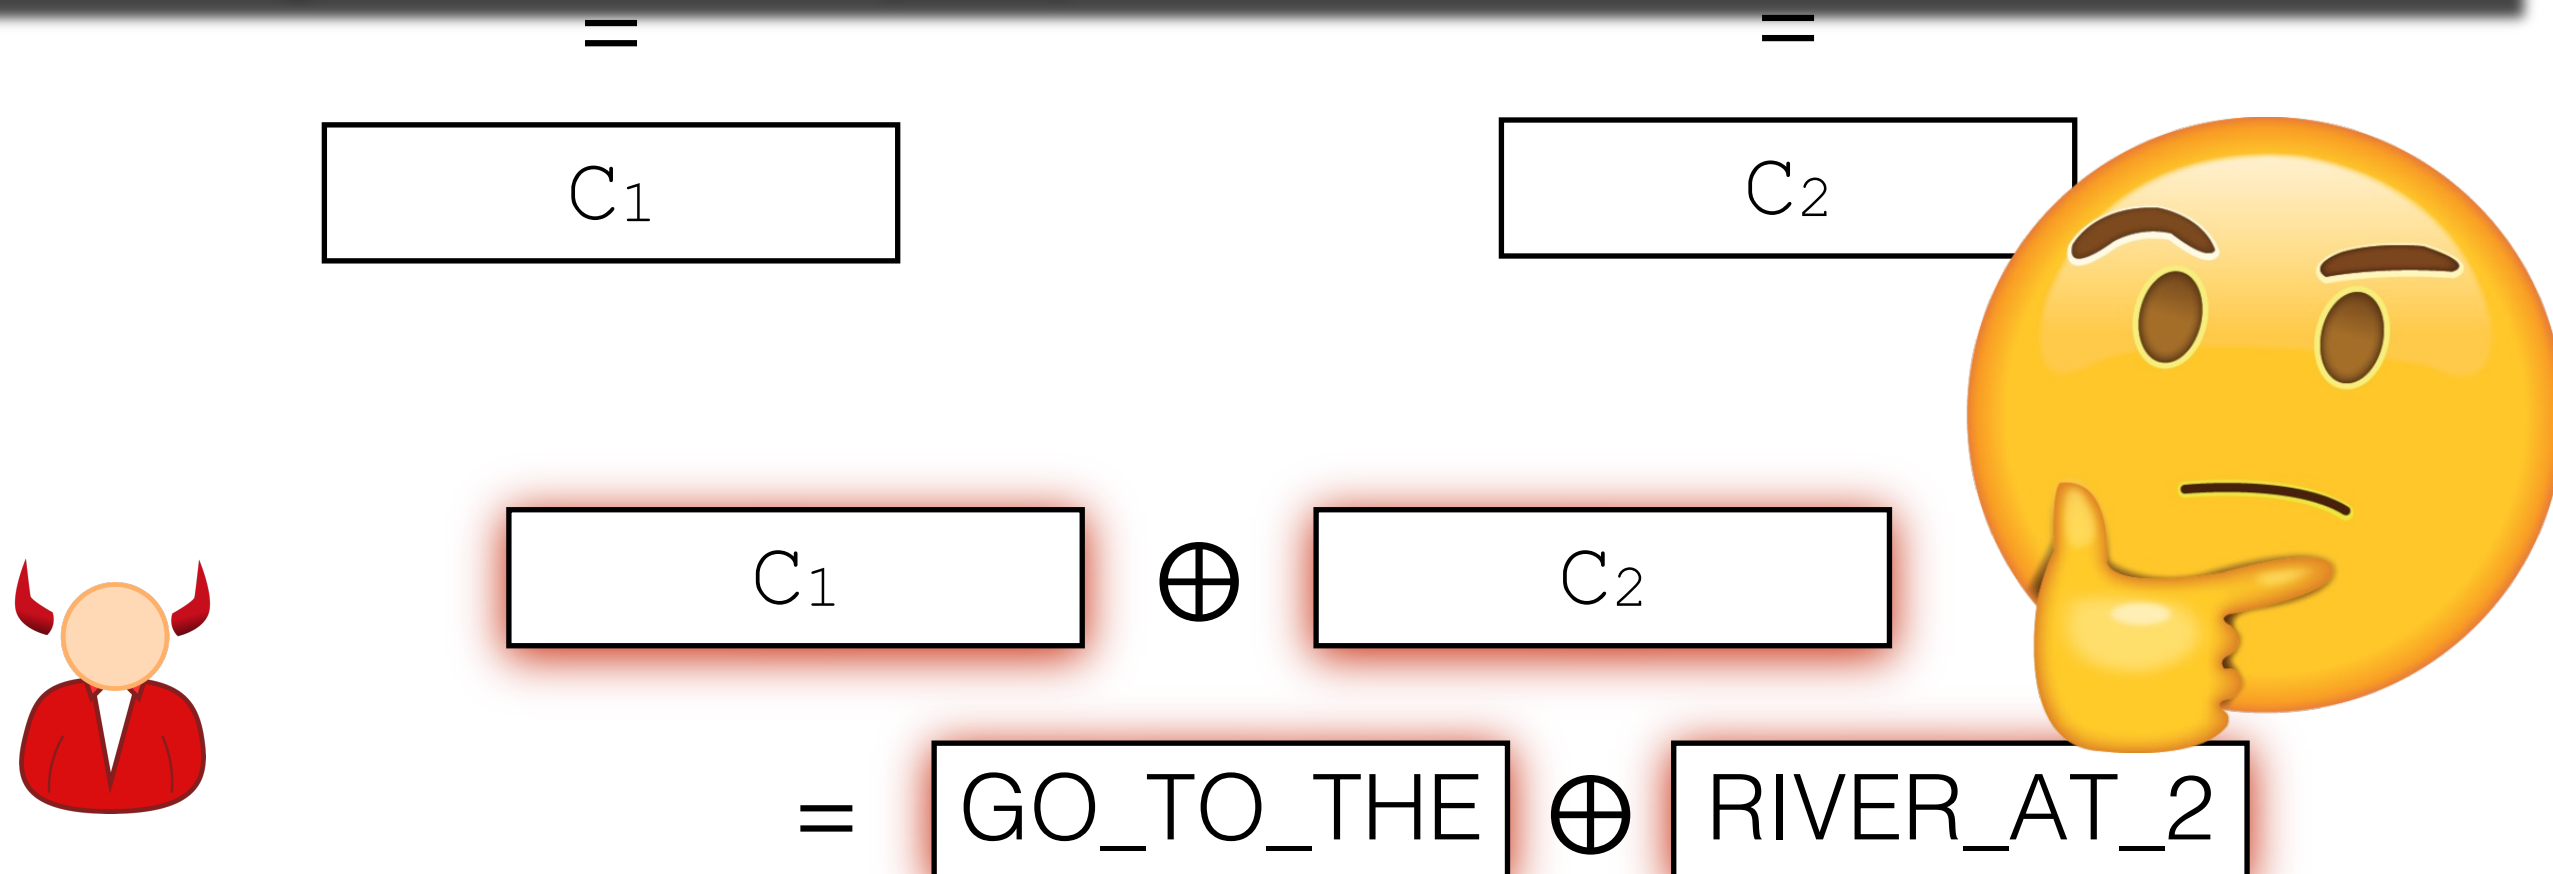 = =
C1 C2
C1 ⊕ C2
= GO_TO_THE ⊕ RIVER_AT_2